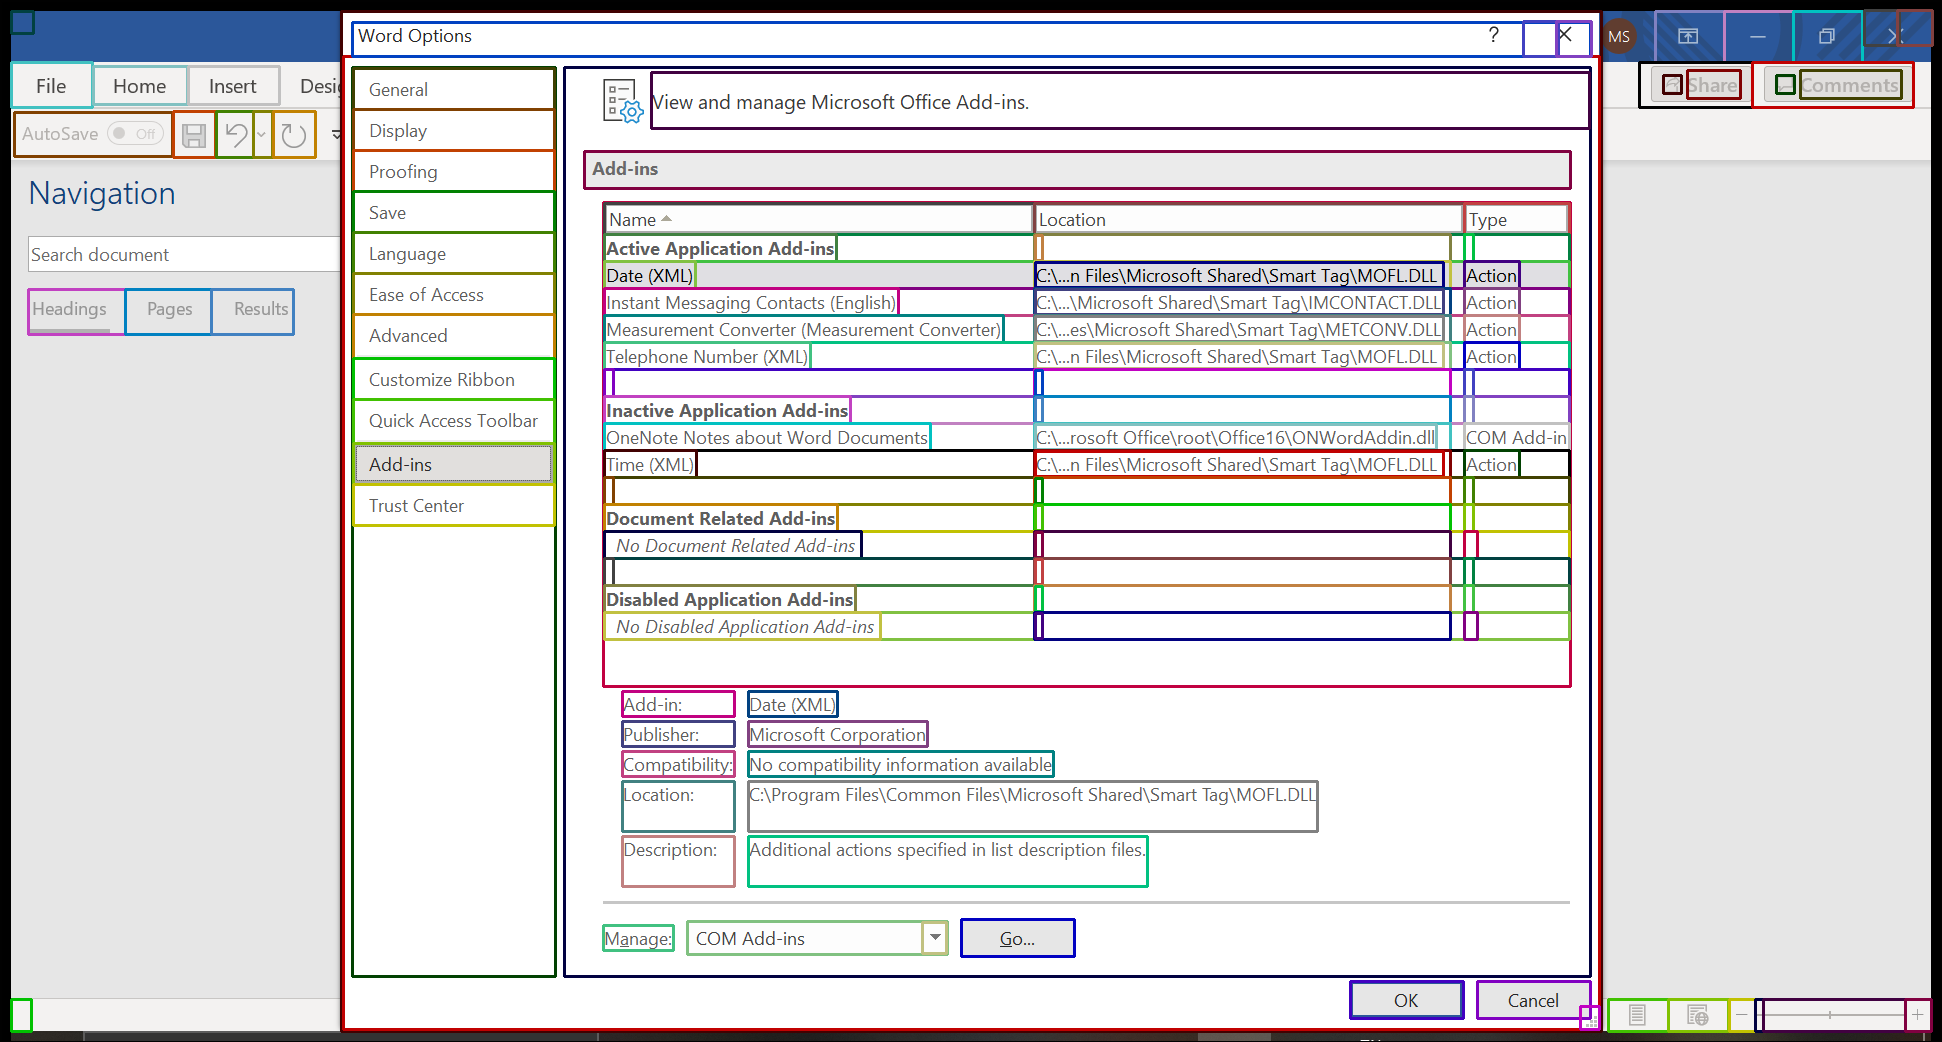 Word Options
?
MS
File
Home
Insert
Desig
Share
Comments
AutoSave
Off
Navigation
Search document
Headings
Pages
Results
General
Display
Proofing
Save
Language
Ease of Access
Advanced
Customize Ribbon
Quick Access Toolbar
Add-ins
Trust Center
View and manage Microsoft Office Add-ins.
Add-ins
Name Location Type
Active Application Add-ins
Date (XML) C:\...n Files\Microsoft Shared\Smart Tag\MOFL.DLL Action
Instant Messaging Contacts (English) C:\...\Microsoft Shared\Smart Tag\IMCONTACT.DLL Action
Measurement Converter (Measurement Converter) C:\...es\Microsoft Shared\Smart Tag\METCONV.DLL Action
Telephone Number (XML) C:\...n Files\Microsoft Shared\Smart Tag\MOFL.DLL Action
Inactive Application Add-ins
OneNote Notes about Word Documents C:\...rosoft Office\root\Office16\ONWordAddin.dll COM Add-in
Time (XML) C:\...n Files\Microsoft Shared\Smart Tag\MOFL.DLL Action
Document Related Add-ins
No Document Related Add-ins
Disabled Application Add-ins
No Disabled Application Add-ins
Add-in: Date (XML)
Publisher: Microsoft Corporation
Compatibility: No compatibility information available
Location: C:\Program Files\Common Files\Microsoft Shared\Smart Tag\MOFL.DLL
Description: Additional actions specified in list description files.
Manage: COM Add-ins Go...
OK
Cancel